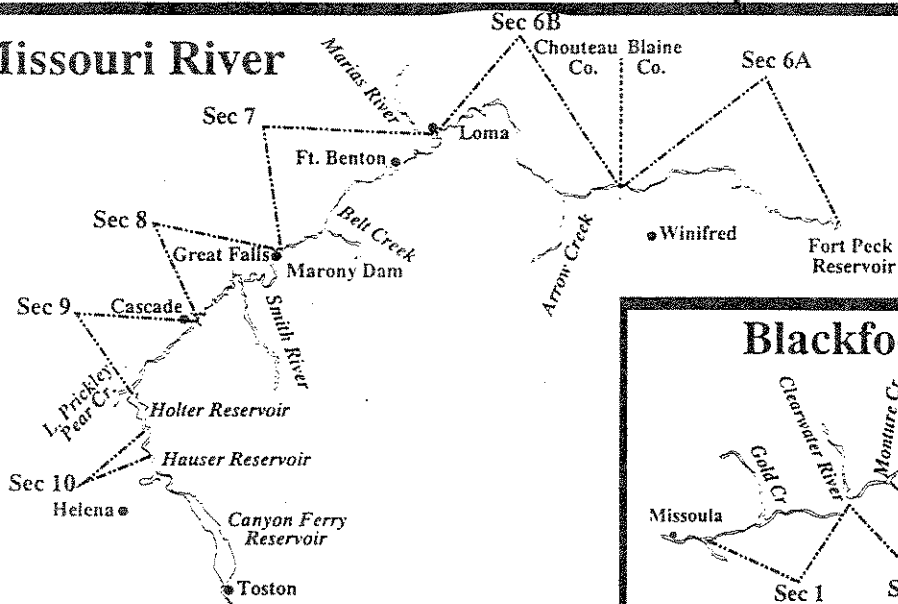 Missouri River
Sec 6B
Chouteau
Co.
Blaine
Co.
Sec 6A
Marias River
Sec 7
Loma
Ft. Benton
Belt Creek
Sec 8
Great Falls
Marony Dam
Arrow Creek
Winifred
Fort Peck
Reservoir
Sec 9
Cascade
Smith River
L. Prickley
Pear Cr.
Holter Reservoir
Hauser Reservoir
Sec 10
Helena
Canyon Ferry
Reservoir
Toston
Blackfo
Clearwater River
Monture Cr
Gold Cr
Missoula
Sec 1
S